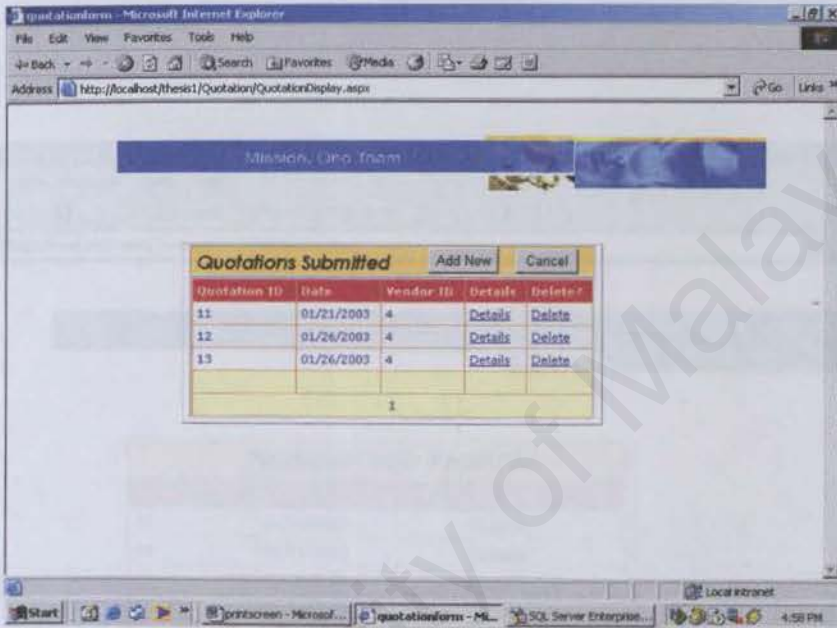 quotationform - Microsoft Internet Explorer
File Edit View Favorites Tools Help
Back Search Favorites Media
Address http://localhost/thesis1/Quotation/QuotationDisplay.aspx Go Links »
Mission, One Team
Quotations Submitted Add New Cancel
Quotation ID Date Vendor ID Details Delete
11 01/21/2003 4 Details Delete
12 01/26/2003 4 Details Delete
13 01/26/2003 4 Details Delete
1
Local intranet
Start » printscreen - Microsof... quotationform - Mi... SQL Server Enterprise... 4:58 PM
ity of Malay